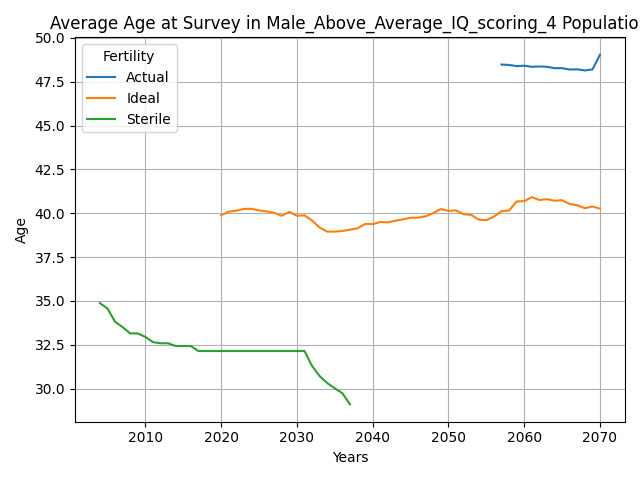 Average Age at Survey in Male_Above_Average_IQ_scoring_4 Populatio
Fertility
Actual
Ideal
Sterile
50.0
47.5
45.0
42.5
40.0
37.5
35.0
32.5
30.0
Age
2010 2020 2030 2040 2050 2060 2070
Years